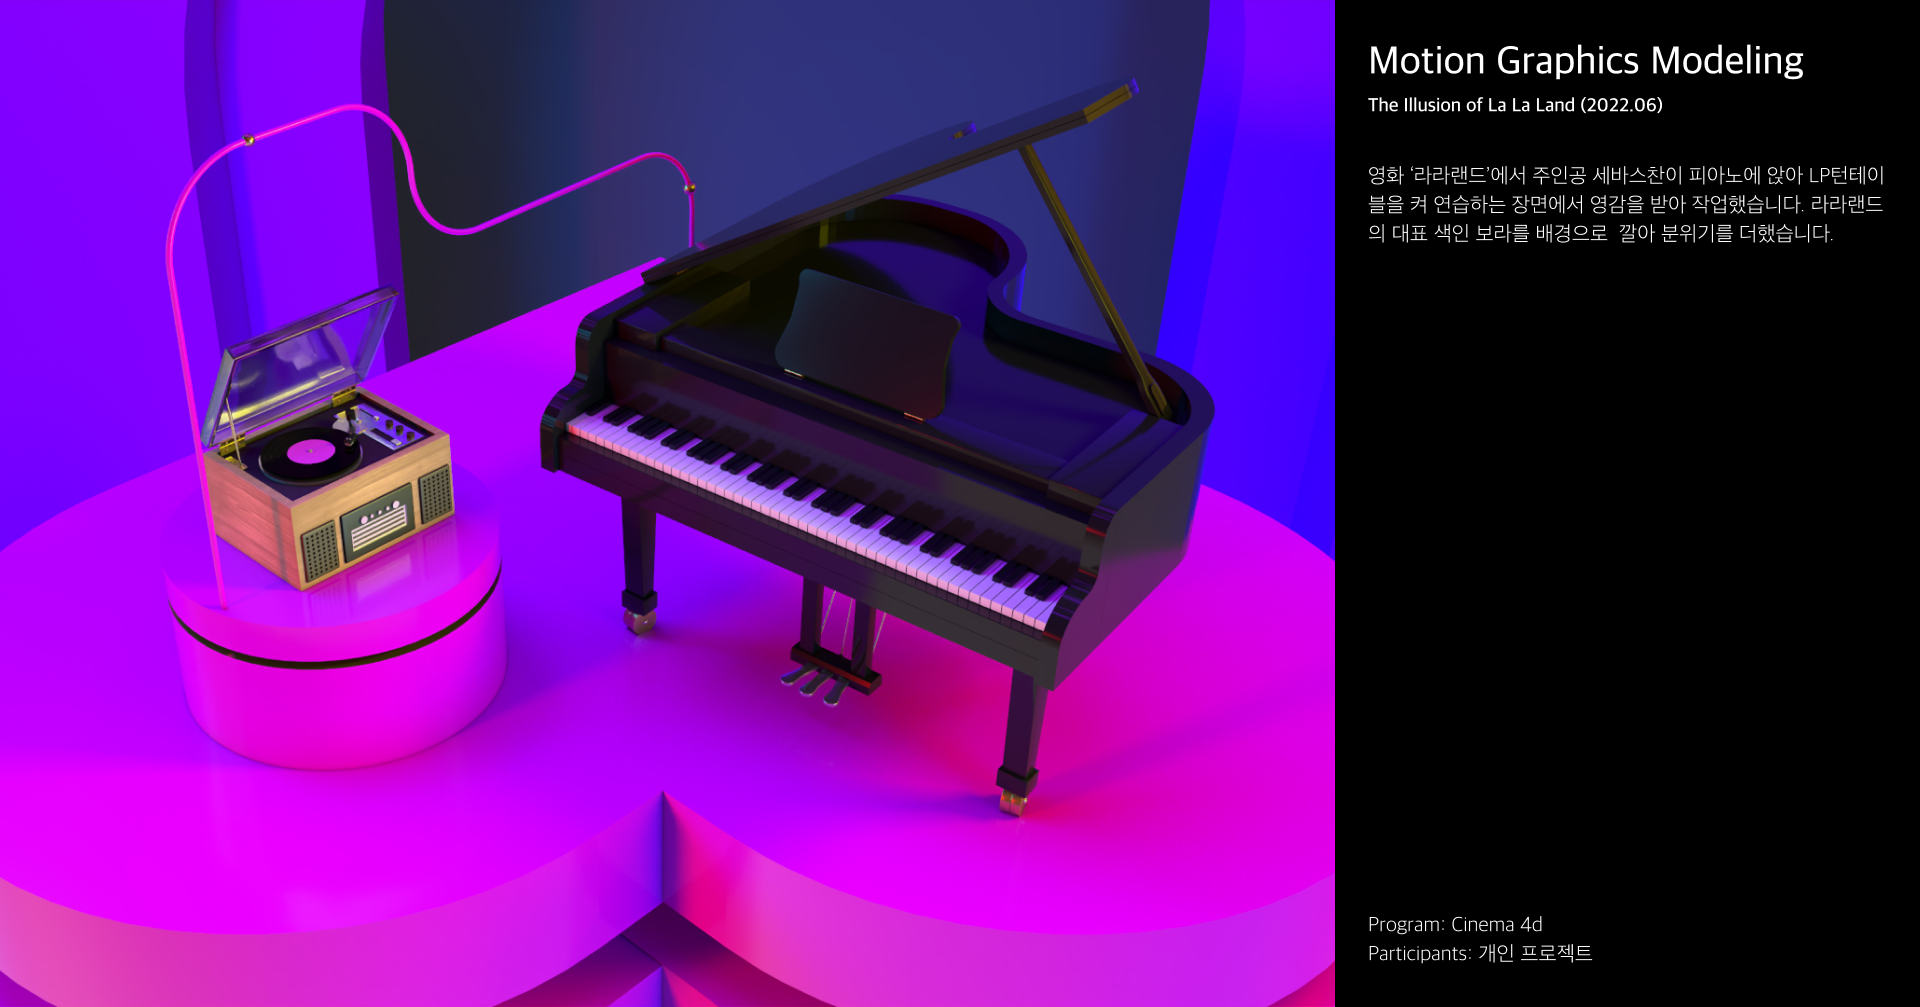 Motion Graphics Modeling
The Illusion of La La Land (2022.06)
영화 ‘라라랜드’에서 주인공 세바스찬이 피아노에 앉아 LP턴테이
블을 켜 연습하는 장면에서 영감을 받아 작업했습니다. 라라랜드
의 대표 색인 보라를 배경으로  깔아 분위기를 더했습니다.
Program: Cinema 4d
Participants: 개인 프로젝트